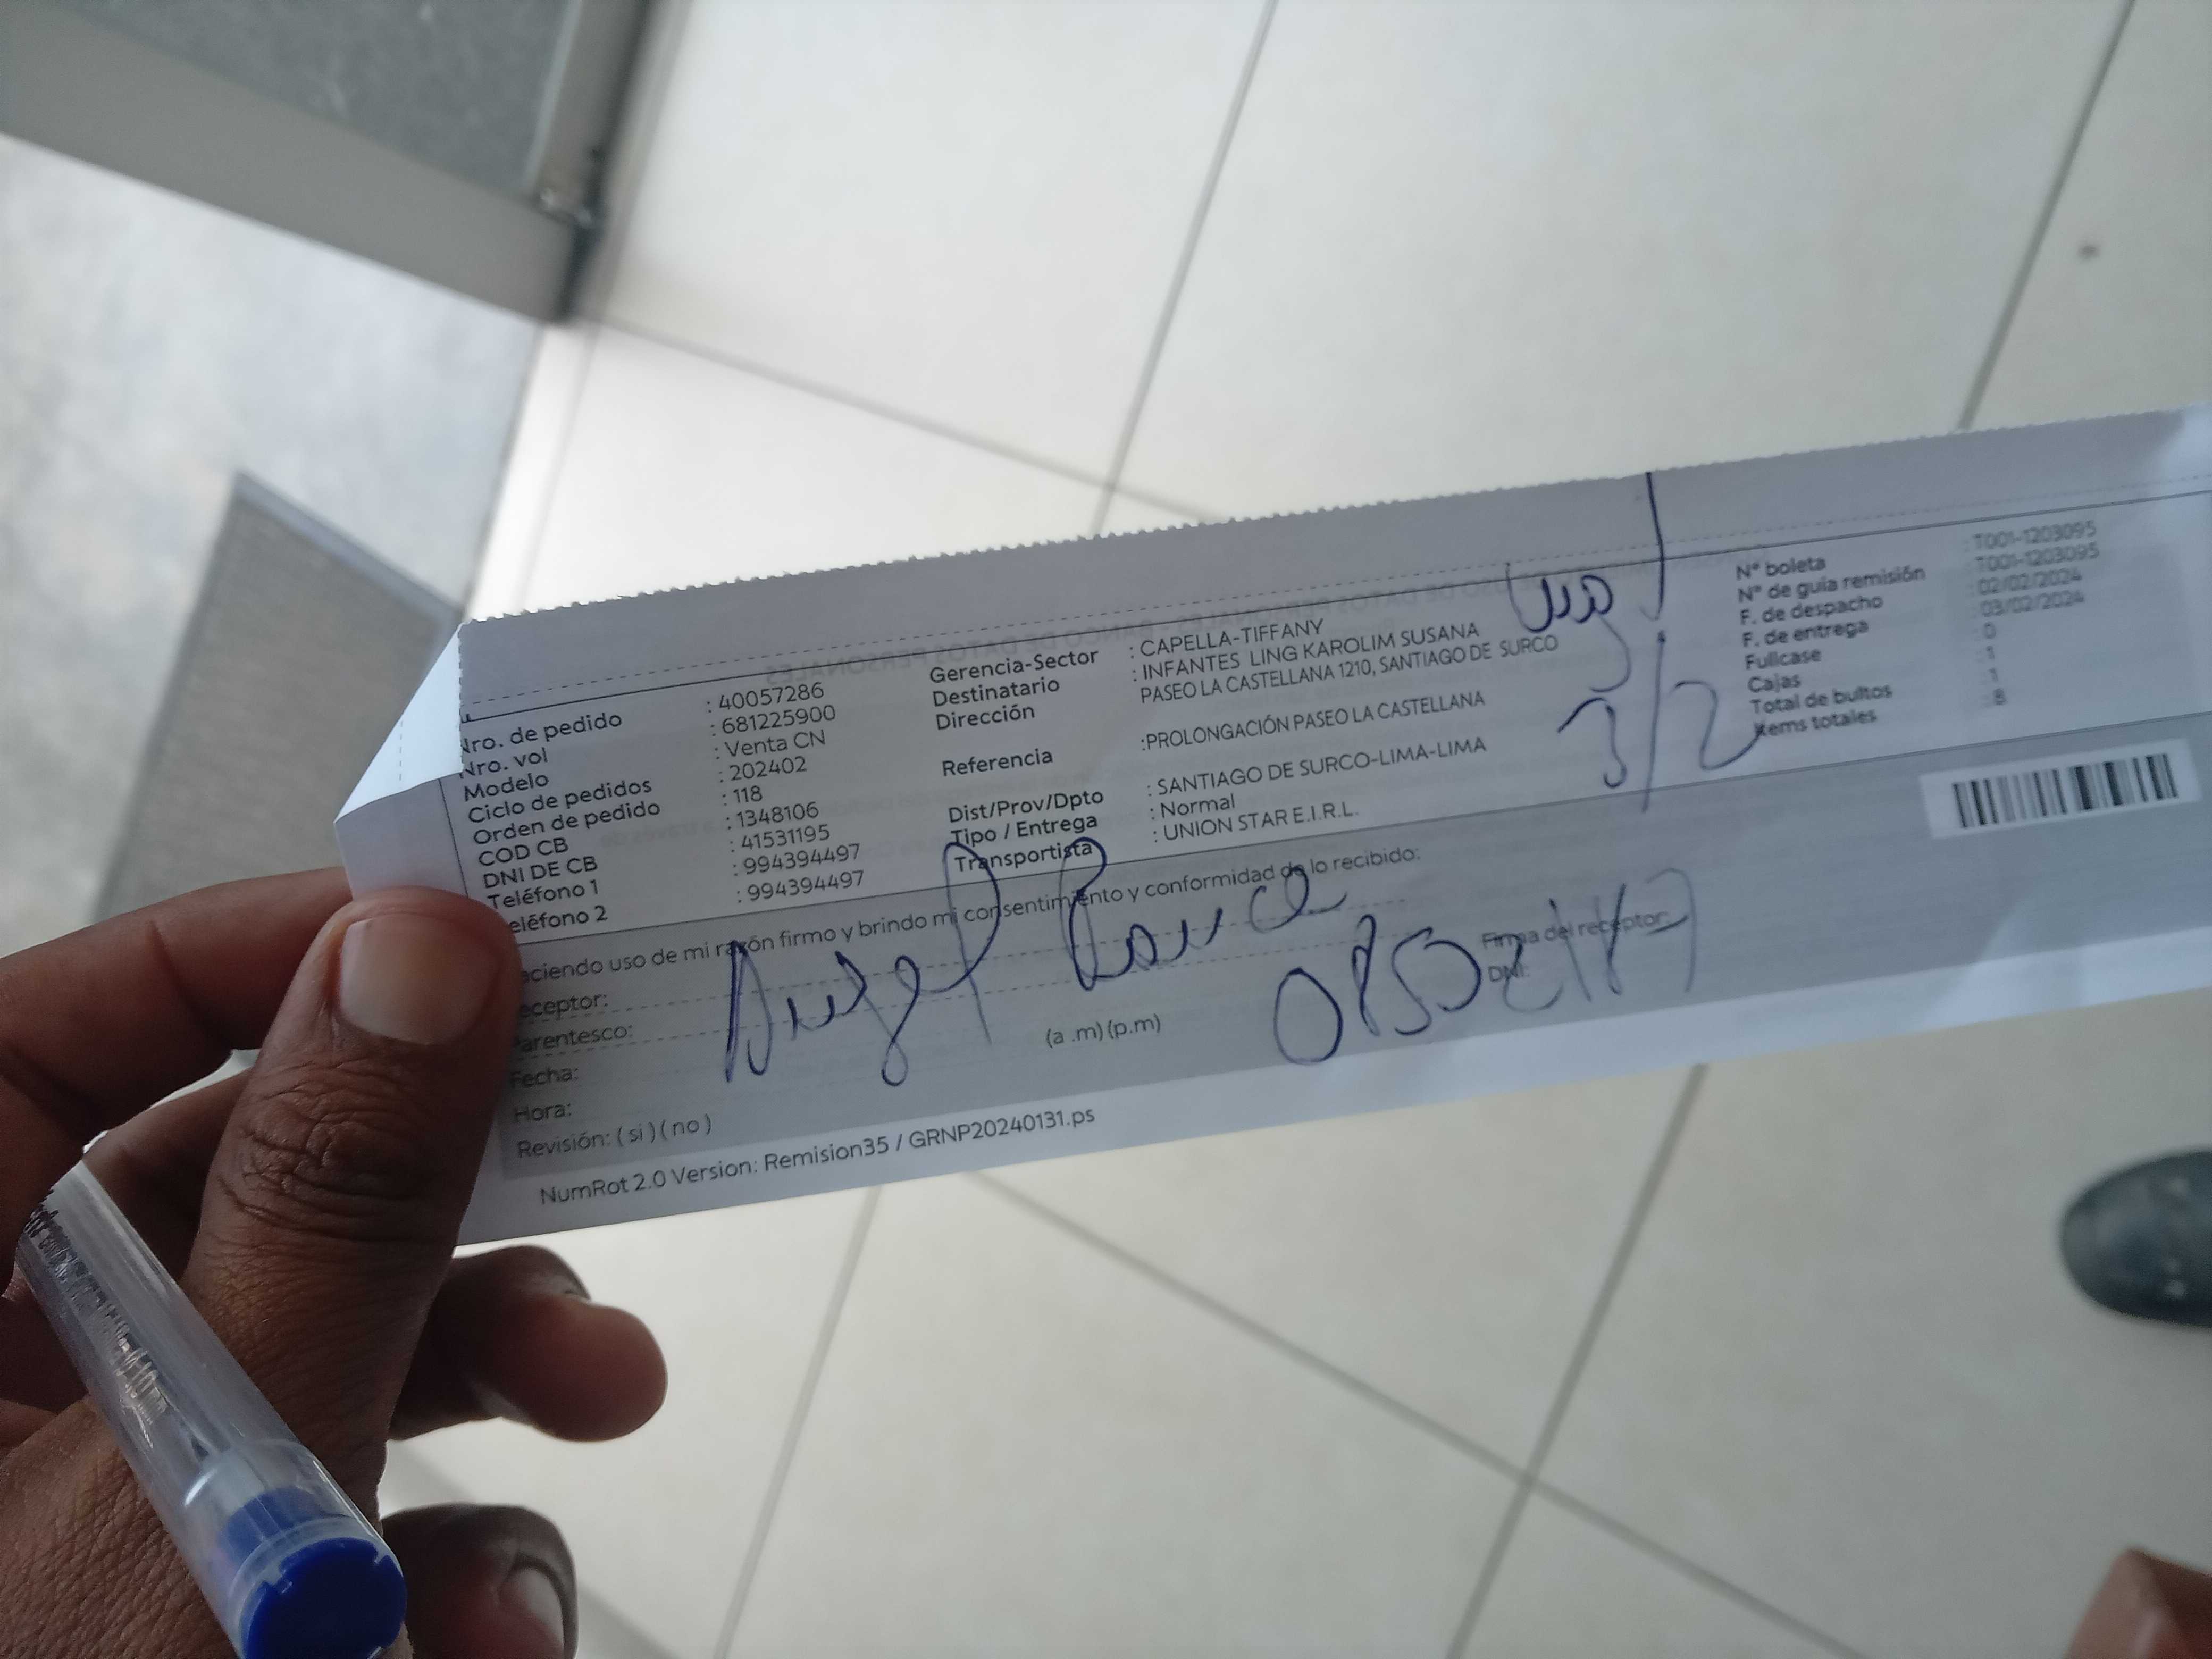 Nro. de pedido : 40057286
Nro. vol : 681225900
Modelo : Venta CN
Ciclo de pedidos : 202402
Orden de pedido : 118
COD CB : 1348106
DNI DE CB : 41531195
Teléfono 1 : 994394497
eléfono 2 : 994394497
Gerencia-Sector : CAPELLA-TIFFANY
Destinatario : INFANTES LING KAROLIM SUSANA
Dirección PASEO LA CASTELLANA 1210, SANTIAGO DE SURCO
Referencia :PROLONGACIÓN PASEO LA CASTELLANA
Dist/Prov/Dpto : SANTIAGO DE SURCO-LIMA-LIMA
Tipo / Entrega : Normal
Transportista : UNION STAR E.I.R.L.
3/2
N° boleta : T001-1203095
N° de guía remisión : T001-1203095
F. de despacho : 02/02/2024
F. de entrega : 03/02/2024
Fullcase : 0
Cajas : 1
Total de bultos : 1
Items totales : 8
eciendo uso de mi razón firmo y brindo mi consentimiento y conformidad de lo recibido:
eceptor:
arentesco:
Fecha:
Hora: (a .m) (p.m)
Angel
Firma del receptor:
DNI:
Revisión: ( si ) ( no )
NumRot 2.0 Version: Remision35 / GRNP20240131.ps